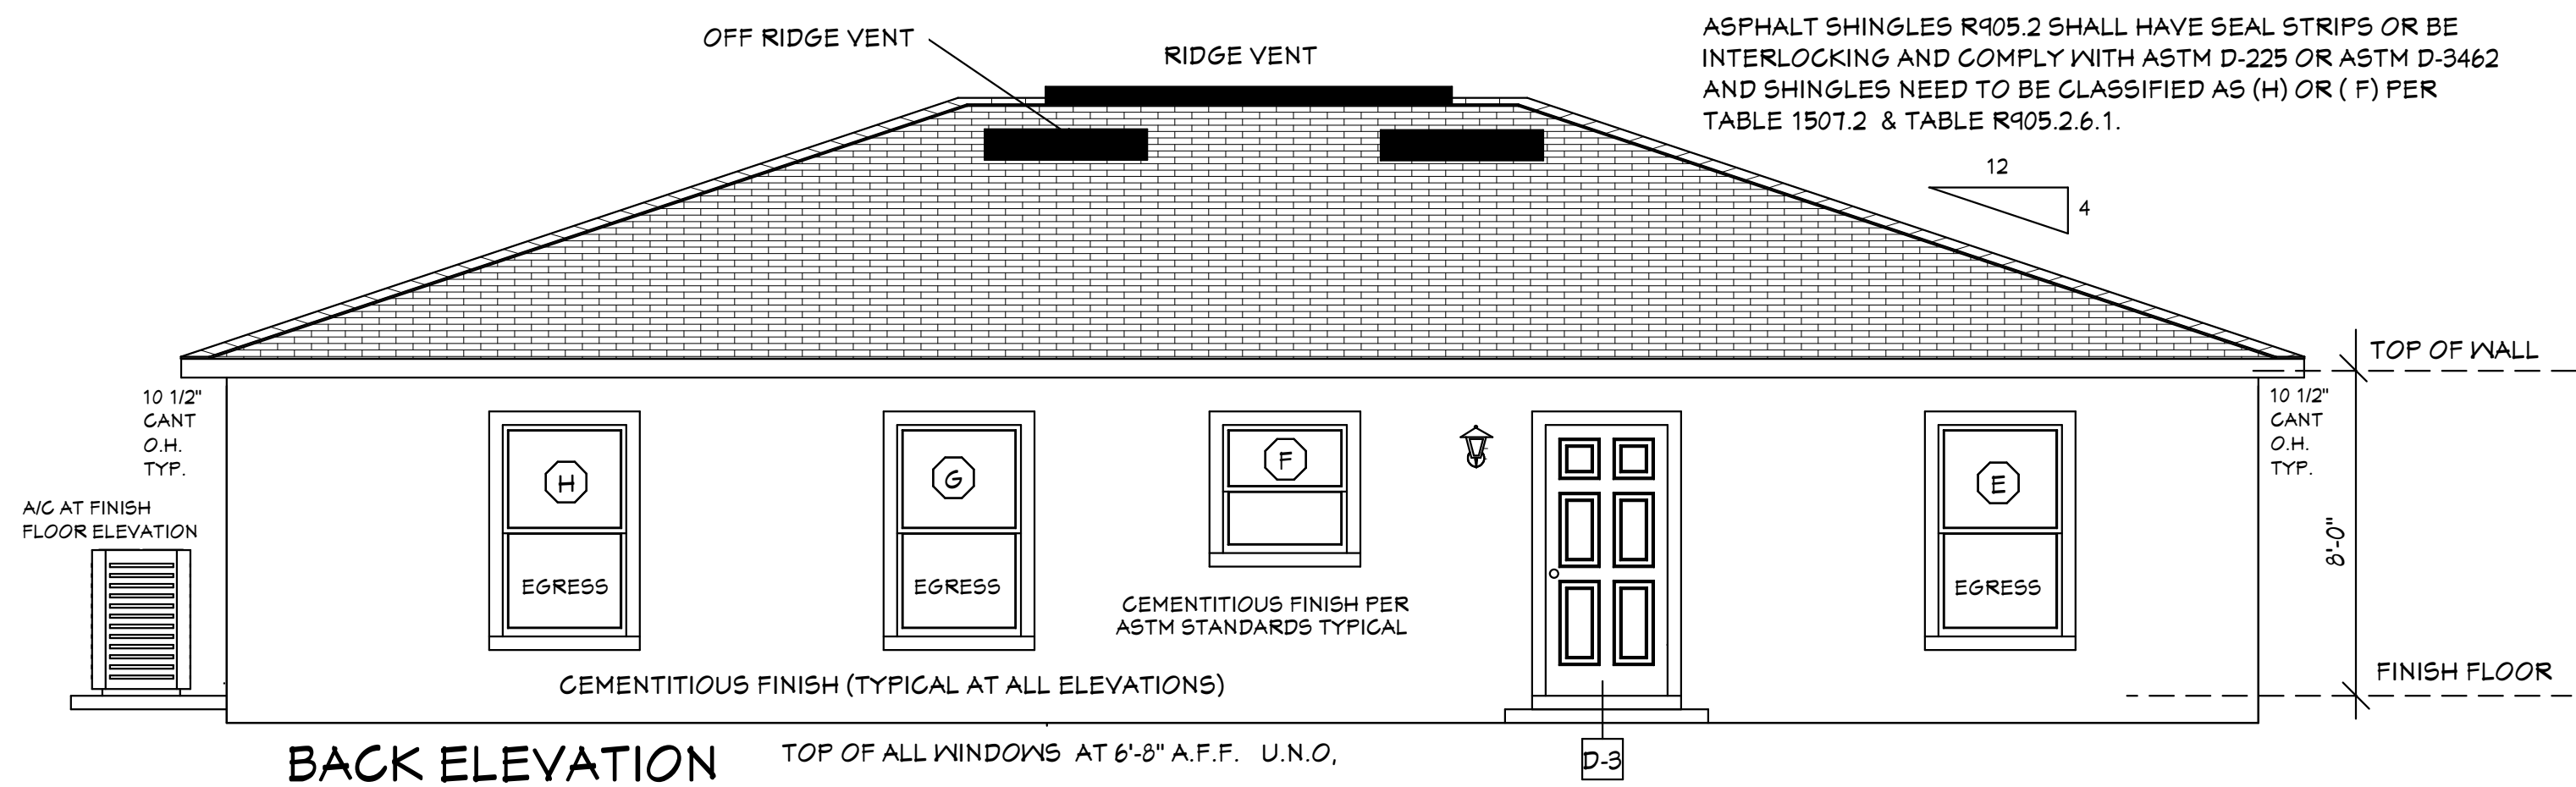 OFF RIDGE VENT
RIDGE VENT
ASPHALT SHINGLES R905.2 SHALL HAVE SEAL STRIPS OR BE
INTERLOCKING AND COMPLY WITH ASTM D-225 OR ASTM D-3462
AND SHINGLES NEED TO BE CLASSIFIED AS (H) OR ( F) PER
TABLE 1507.2 & TABLE R905.2.6.1.
12
4
TOP OF WALL
10 1/2"
CANT
O.H.
TYP.
10 1/2"
CANT
O.H.
TYP.
A/C AT FINISH
FLOOR ELEVATION
H
EGRESS
G
EGRESS
F
E
EGRESS
8'-0"
CEMENTITIOUS FINISH PER
ASTM STANDARDS TYPICAL
CEMENTITIOUS FINISH (TYPICAL AT ALL ELEVATIONS)
FINISH FLOOR
BACK ELEVATION
TOP OF ALL WINDOWS AT 6'-8" A.F.F. U.N.O,
D-3